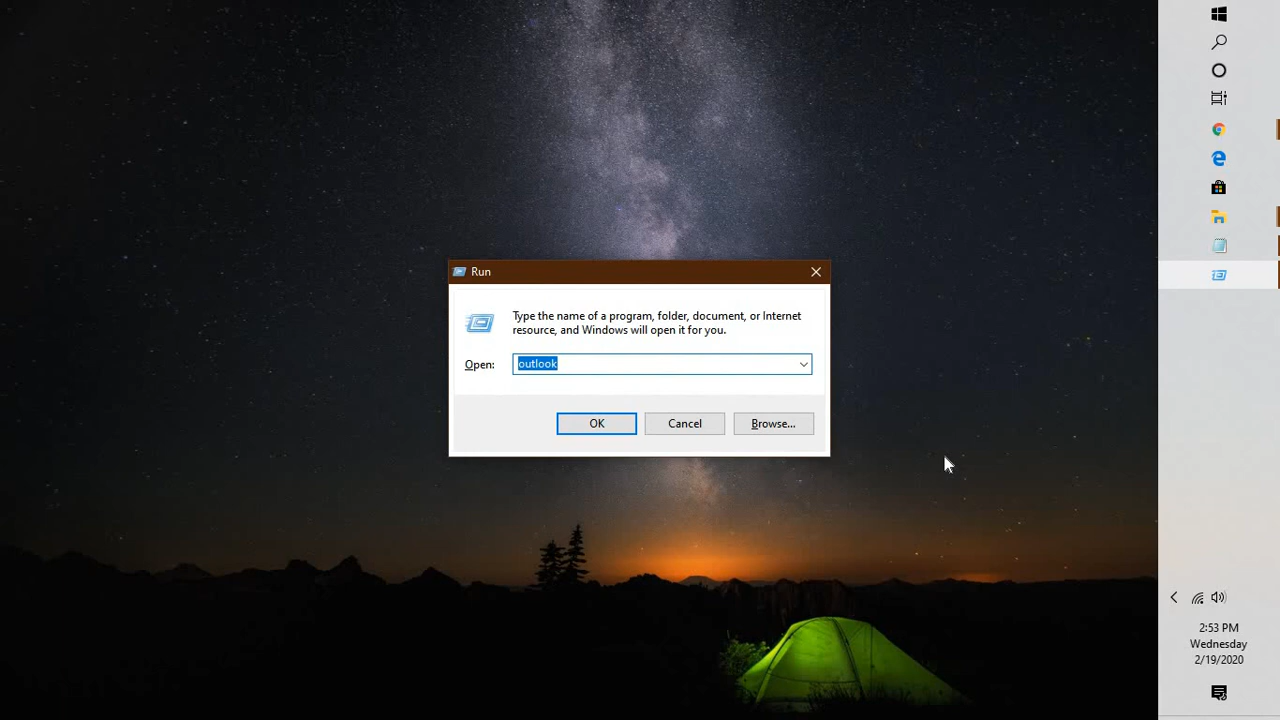 Run
Type the name of a program, folder, document, or Internet
resource, and Windows will open it for you.
Open:
outlook
OK
Cancel
Browse...
2:53 PM
Wednesday
2/19/2020